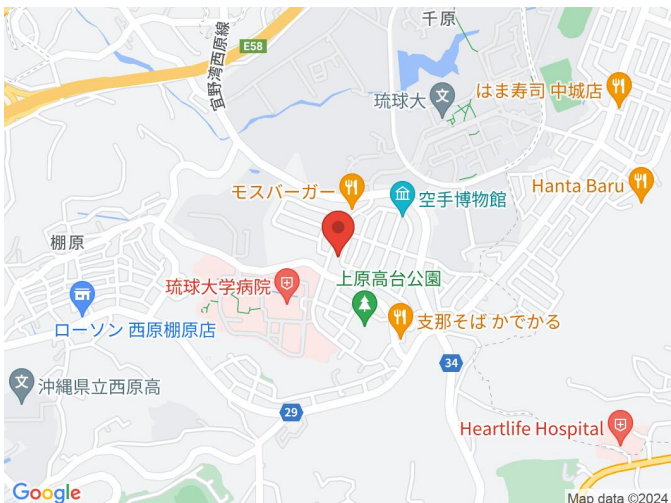 千原
宜野湾西原線
E58
琉球大
はま寿司 中城店
モスバーガー
空手博物館
Hanta Baru
棚原
琉球大学病院
上原高台公園
ローソン 西原棚原店
支那そば かでかる
34
沖縄県立西原高
29
Heartlife Hospital
Google
Map data ©2024